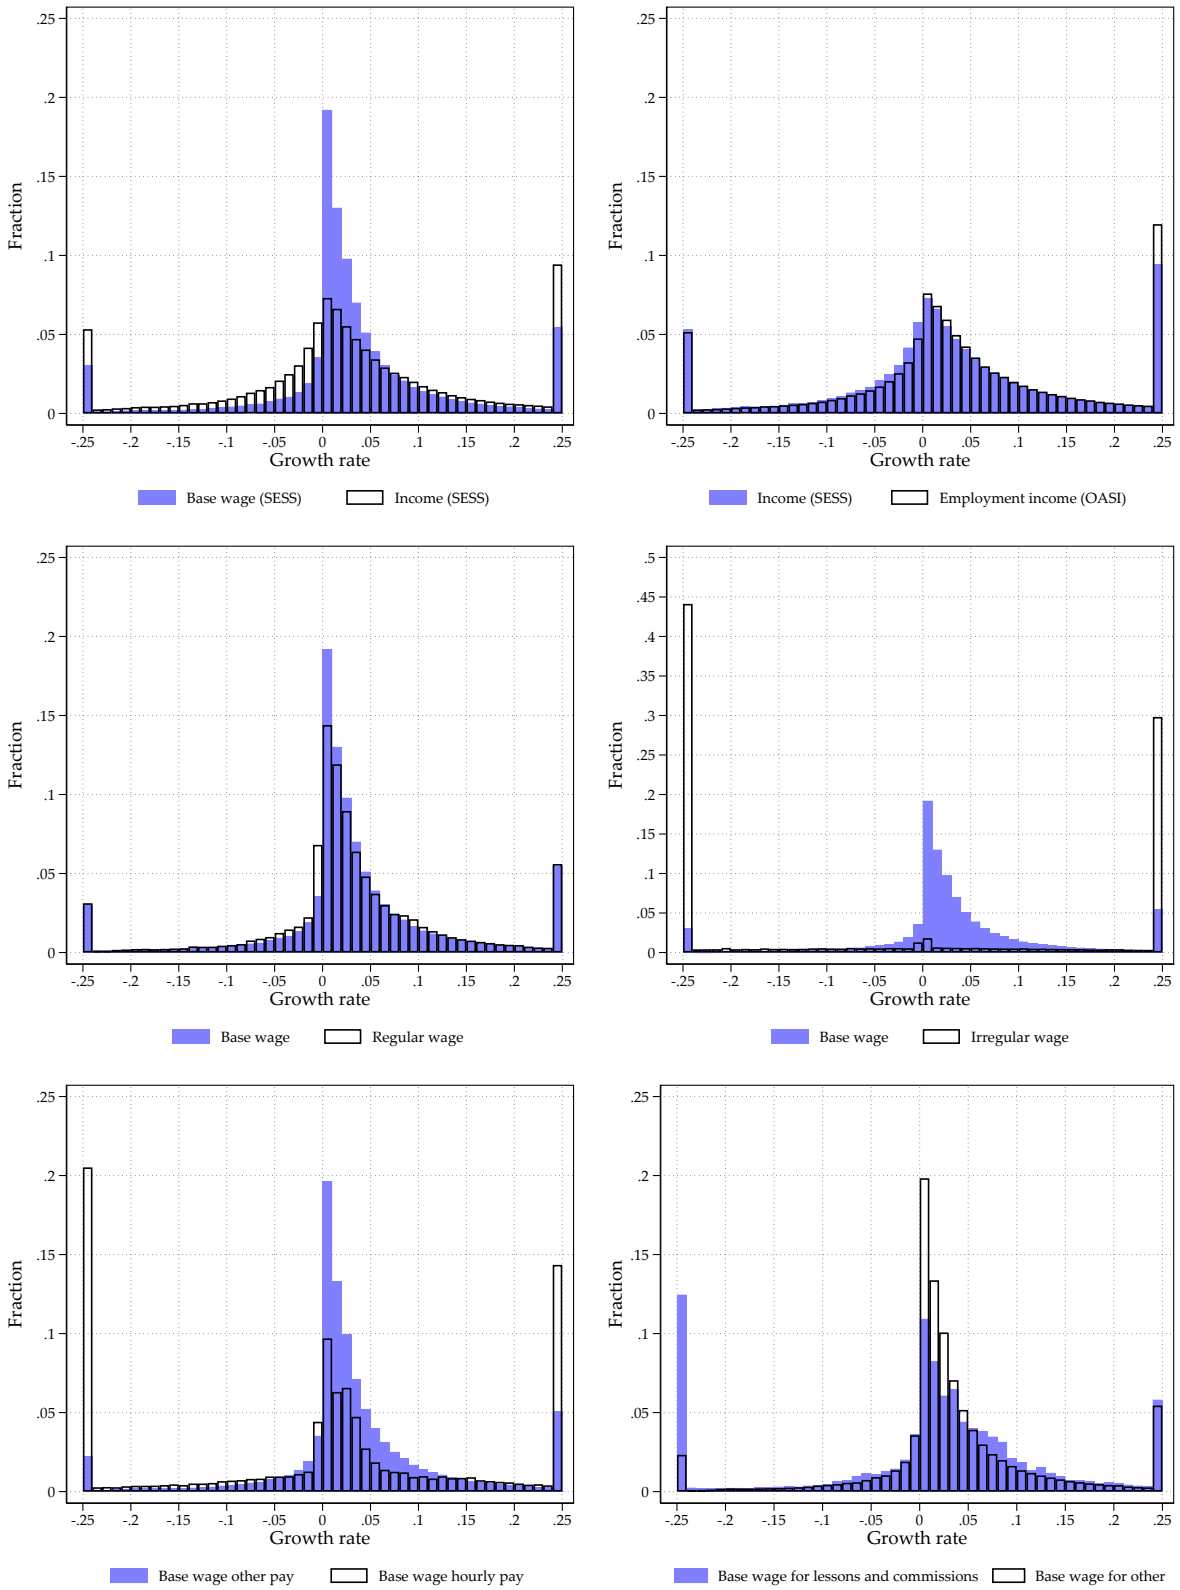 .25
.2
.15
.1
.05
0
Fraction
-.25 -.2 -.15 -.1 -.05 0 .05 .1 .15 .2 .25
Growth rate
Base wage (SESS) Income (SESS)
.25
.2
.15
.1
.05
0
Fraction
-.25 -.2 -.15 -.1 -.05 0 .05 .1 .15 .2 .25
Growth rate
Income (SESS) Employment income (OASI)
.25
.2
.15
.1
.05
0
Fraction
-.25 -.2 -.15 -.1 -.05 0 .05 .1 .15 .2 .25
Growth rate
Base wage Regular wage
.5
.45
.4
.35
.3
.25
.2
.15
.1
.05
0
Fraction
-.25 -.2 -.15 -.1 -.05 0 .05 .1 .15 .2 .25
Growth rate
Base wage Irregular wage
.25
.2
.15
.1
.05
0
Fraction
-.25 -.2 -.15 -.1 -.05 0 .05 .1 .15 .2 .25
Growth rate
Base wage other pay Base wage hourly pay
.25
.2
.15
.1
.05
0
Fraction
-.25 -.2 -.15 -.1 -.05 0 .05 .1 .15 .2 .25
Growth rate
Base wage for lessons and commissions Base wage for other